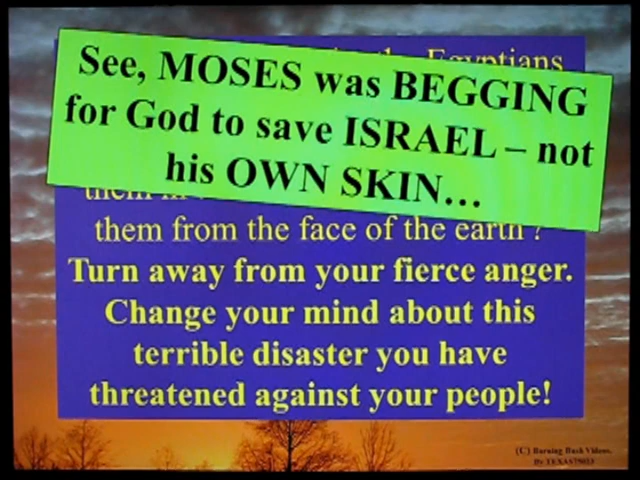 See, MOSES was BEGGING
for God to save ISRAEL – not
his OWN SKIN…
the Egyptians
them from the face of the earth'?
Turn away from your fierce anger.
Change your mind about this
terrible disaster you have
threatened against your people!
(C) Burning Bush Videos.